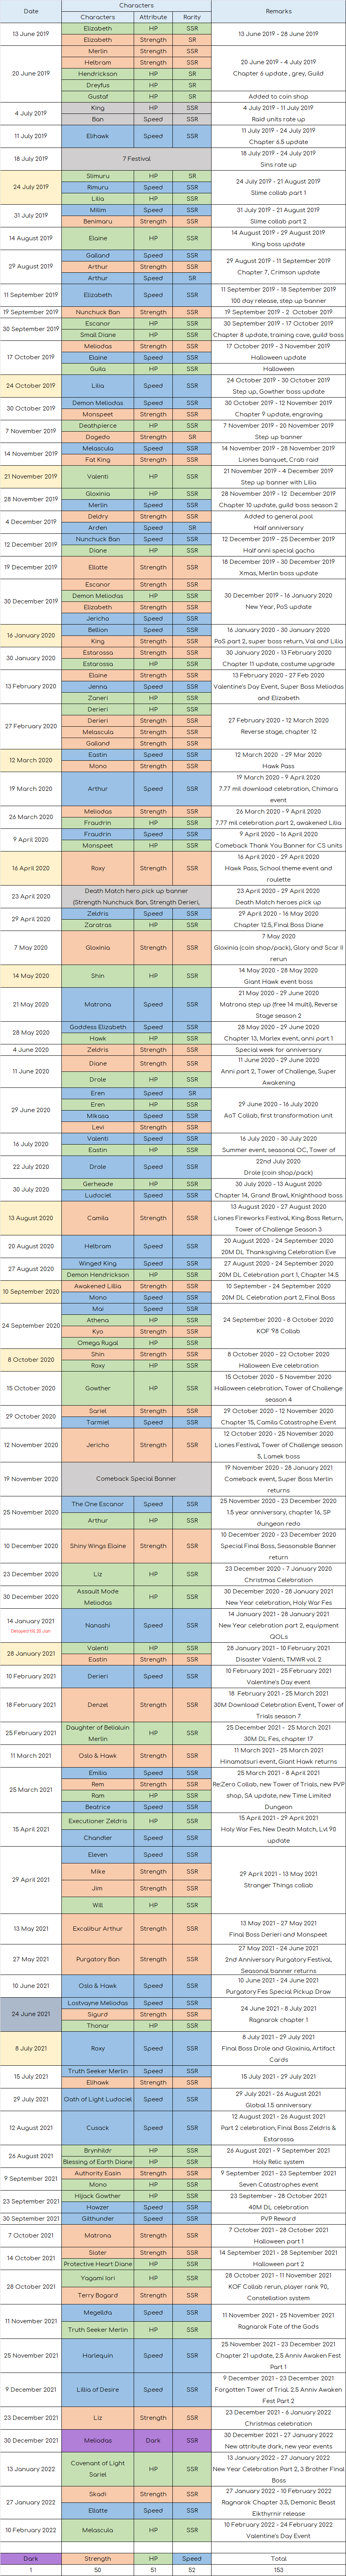 Date Characters Remarks
Characters Attribute Rarity
13 June 2019 Elizabeth HP SSR 13 June 2019 - 28 June 2019
Elizabeth Strength SR
20 June 2019 Merlin Strength SSR 20 June 2019 - 4 July 2019
Helbram Strength SSR Chapter 6 update , grey, Guild
Hendrickson HP SR
Dreyfus HP SR
Gustaf HP SR Added to coin shop
4 July 2019 King HP SSR 4 July 2019 - 11 July 2019
Ban Speed SSR Raid units rate up
11 July 2019 Elihawk Speed SSR 11 July 2019 - 24 July 2019
Chapter 6.5 update
18 July 2019 7 Festival 18 July 2019 - 24 July 2019
Sins rate up
24 July 2019 Slimuru HP SR 24 July 2019 - 21 August 2019
Rimuru Speed SSR Slime collab part 1
Lilia HP SSR
31 July 2019 Milim Speed SSR 31 July 2019 - 21 August 2019
Benimaru Strength SSR Slime collab part 2
14 August 2019 Elaine HP SSR 14 August 2019 - 29 August 2019
King boss update
29 August 2019 Galland Speed SSR 29 August 2019 - 11 September 2019
Arthur Strength SSR Chapter 7, Crimson update
Arthur Speed SR
11 September 2019 Elizabeth Speed SSR 11 September 2019 - 18 September 2019
100 day release, step up banner
19 September 2019 Nunchuck Ban Strength SSR 19 September 2019 - 2 October 2019
30 September 2019 Escanor HP SSR 30 September 2019 - 17 October 2019
Small Diane HP SSR Chapter 8 update, training cave, guild boss
17 October 2019 Meliodas Strength SSR 17 October 2019 - 3 November 2019
Elaine Speed SSR Halloween update
Guila HP SSR Halloween
24 October 2019 Lilia Speed SSR 24 October 2019 - 30 October 2019
Step up, Gowther boss update
30 October 2019 Demon Meliodas Speed SSR 30 October 2019 - 12 November 2019
Monspeet Strength SSR Chapter 9 update, engraving
7 November 2019 Deathpierce HP SSR 7 November 2019 - 20 November 2019
Dogedo Strength SR Step up banner
14 November 2019 Melascula Speed SSR 14 November 2019 - 28 November 2019
Fat King Strength SSR Liones banquet, Crab raid
21 November 2019 Valenti HP SSR 21 November 2019 - 4 December 2019
Step up banner with Lilia
28 November 2019 Gloxinia HP SSR 28 November 2019 - 12 December 2019
Merlin Speed SSR Chapter 10 update, guild boss season 2
4 December 2019 Deldry Strength SSR Added to general pool
Arden Speed SR Half anniversary
12 December 2019 Nunchuck Ban Speed SSR 12 December 2019 - 25 December 2019
Diane HP SSR Half anni special gacha
19 December 2019 Ellatte Strength SSR 18 December 2019 - 30 December 2019
Xmas, Merlin boss update
30 December 2019 Escanor Strength SSR 30 December 2019 - 16 January 2020
Demon Meliodas HP SSR New Year, PoS update
Elizabeth Strength SSR
Jericho Speed SSR
16 January 2020 Bellion Speed SSR 16 January 2020 - 30 January 2020
King Strength SSR PoS part 2, super boss return, Val and Lilia
30 January 2020 Estarossa Strength SSR 30 January 2020 - 13 February 2020
Estarossa HP SSR Chapter 11 update, costume upgrade
13 February 2020 Elaine Strength SSR 13 February 2020 - 27 Feb 2020
Jenna Speed SSR Valentine's Day Event, Super Boss Meliodas
Zaneri HP SSR and Elizabeth
27 February 2020 Derieri HP SSR 27 February 2020 - 12 March 2020
Derieri Strength SSR Reverse stage, chapter 12
Melascula Strength SSR
Galland Strength SSR
12 March 2020 Eastin Speed SSR 12 March 2020 - 29 Mar 2020
Mono Strength SSR Hawk Pass
19 March 2020 Arthur Speed SSR 19 March 2020 - 9 April 2020
7.77 mil download celebration, Chimara
event
26 March 2020 Meliodas Strength SSR 26 March 2020 - 9 April 2020
Fraudrin HP SSR 7.77 mil celebration part 2, awakened Lilia
9 April 2020 Fraudrin Speed SSR 9 April 2020 - 16 April 2020
Monspeet HP SSR Comeback Thank You Banner for CS units
16 April 2020 Roxy Strength SSR 16 April 2020 - 29 April 2020
Hawk Pass, School theme event and
roulette
23 April 2020 Death Match hero pick up banner 23 April 2020 - 29 April 2020
(Strength Nunchuck Ban, Strength Derieri, Death Match heroes pick up
29 April 2020 Zeldris Speed SSR 29 April 2020 - 16 May 2020
Zaratras HP SSR Chapter 12.5, Final Boss Diane
7 May 2020 Gloxinia Strength SSR 7 May 2020
Gloxinia (coin shop/pack), Glory and Scar II
rerun
14 May 2020 Shin HP SSR 14 May 2020 - 28 May 2020
Giant Hawk event boss
21 May 2020 Matrona Speed SSR 21 May 2020 - 29 June 2020
Matrona step up (free 14 multi), Reverse
Stage season 2
28 May 2020 Goddess Elizabeth Speed SSR 28 May 2020 - 29 June 2020
Hawk HP SSR Chapter 13, Marlex event, anni part 1
4 June 2020 Zeldris Strength SSR Special week for anniversary
11 June 2020 Diane Strength SSR 11 June 2020 - 29 June 2020
Drole HP SSR Anni part 2, Tower of Challenge, Super
Awakening
29 June 2020 Eren Speed SR 29 June 2020 - 16 July 2020
Eren HP SSR AoT Collab, first transformation unit
Mikasa Speed SSR
Levi Strength SSR
16 July 2020 Valenti Speed SSR 16 July 2020 - 30 July 2020
Eastin HP SSR Summer event, seasonal OC, Tower of
22 July 2020 Drole Speed SSR 22nd July 2020
Drole (coin shop/pack)
30 July 2020 Gerheade HP SSR 30 July 2020 - 13 August 2020
Ludociel Speed SSR Chapter 14, Grand Brawl, Knighthood boss
13 August 2020 Camila Strength SSR 13 August 2020 - 27 August 2020
Liones Fireworks Festival, King Boss Return,
Tower of Challenge Season 3
20 August 2020 Helbram Speed SSR 20 August 2020 - 24 September 2020
20M DL Thanksgiving Celebration Eve
27 August 2020 Winged King Speed SSR 27 August 2020 - 24 September 2020
Demon Hendrickson HP SSR 20M DL Celebration part 1, Chapter 14.5
10 September 2020 Awakened Lillia Strength SSR 10 September - 24 September 2020
Mono Speed SSR 20M DL Celebration part 2, Final Boss
24 September 2020 Mai Speed SSR 24 September 2020 - 8 October 2020
Athena HP SSR KOF '98 Collab
Kyo Strength SSR
Omega Rugal HP SSR
8 October 2020 Shin Strength SSR 8 October 2020 - 22 October 2020
Roxy HP SSR Halloween Eve celebration
15 October 2020 Gowther HP SSR 15 October 2020 - 5 November 2020
Halloween celebration, Tower of Challenge
season 4
29 October 2020 Sariel Strength SSR 29 October 2020 - 12 November 2020
Tarmiel Speed SSR Chapter 15, Camila Catastrophe Event
12 November 2020 Jericho Strength SSR 12 October 2020 - 25 November 2020
Liones Festival, Tower of Challenge season
5, Lamek boss
19 November 2020 Comeback Special Banner 19 November 2020 - 28 January 2021
Comeback event, Super Boss Merlin
returns
25 November 2020 The One Escanor Speed SSR 25 November 2020 - 23 December 2020
Arthur HP SSR 1.5 year anniversary, chapter 16, SP
dungeon redo
10 December 2020 Shiny Wings Elaine Strength SSR 10 December 2020 - 23 December 2020
Special Final Boss, Seasonable Banner
return
23 December 2020 Liz HP SSR 23 December 2020 - 7 January 2020
Christmas Celebration
30 December 2020 Assault Mode HP SSR 30 December 2020 - 28 January 2021
Meliodas New Year celebration, Holy War Fes
14 January 2021 Nanashi Speed SSR 14 January 2021 - 28 January 2021
Delayed till 20 Jan New Year celebration part 2, equipment
QOLs
28 January 2021 Valenti HP SSR 28 January 2021 - 10 February 2021
Eastin Strength SSR Disaster Valenti, TMWR vol. 2
10 February 2021 Derieri Speed SSR 10 February 2021 - 25 February 2021
Valentine's Day event
18 February 2021 Denzel Strength SSR 18 February 2021 - 25 March 2021
30M Download Celebration Event, Tower of
Trials season 7
25 February 2021 Daughter of Belialuin HP SSR 25 December 2021 - 25 March 2021
Merlin 30M DL Fes, chapter 17
11 March 2021 Oslo & Hawk Strength SSR 11 March 2021 - 25 March 2021
Hinamatsuri event, Giant Hawk returns
25 March 2021 Emilia Speed SSR 25 March 2021 - 8 April 2021
Rem Strength SSR Re:Zero Collab, new Tower of Trials, new PVP
Ram HP SSR shop, SA update, new Time Limited
Beatrice Speed SSR Dungeon
15 April 2021 Executioner Zeldris HP SSR 15 April 2021 - 29 April 2021
Chandler Speed SSR Holy War Fes, New Death Match, Lvl 90
update
29 April 2021 Eleven Speed SSR 29 April 2021 - 13 May 2021
Mike Strength SSR Stranger Things collab
Jim Strength SSR
Will HP SSR
13 May 2021 Excalibur Arthur Strength SSR 13 May 2021 - 27 May 2021
Final Boss Derieri and Monspeet
27 May 2021 Purgatory Ban Strength SSR 27 May 2021 - 24 June 2021
2nd Anniversary Purgatory Festival,
Seasonal banner returns
10 June 2021 Oslo & Hawk Speed SSR 10 June 2021 - 24 June 2021
Purgatory Fes Special Pickup Draw
24 June 2021 Lostvayne Meliodas Speed SSR 24 June 2021 - 8 July 2021
Sigurd Strength SSR Ragnarok chapter 1
Thonar HP SSR
8 July 2021 Roxy Speed SSR 8 July 2021 - 29 July 2021
Final Boss Drole and Gloxinia, Artifact
Cards
15 July 2021 Truth Seeker Merlin Speed SSR 15 July 2021 - 29 July 2021
Elihawk Strength SSR
29 July 2021 Oath of Light Ludociel Speed SSR 29 July 2021 - 26 August 2021
Global 1.5 anniversary
12 August 2021 Cusack Speed SSR 12 August 2021 - 26 August 2021
Part 2 celebration, Final Boss Zeldris &
Estarossa
26 August 2021 Brynhildr HP SSR 26 August 2021 - 9 September 2021
Blessing of Earth Diane HP SSR Holy Relic system
9 September 2021 Authority Easin Strength SSR 9 September 2021 - 23 September 2021
Mono HP SSR Seven Catastrophes event
23 September 2021 Hijack Gowther HP SSR 23 September - 28 October 2021
Howzer Speed SSR 40M DL celebration
30 September 2021 Gilthunder Speed SSR PVP Reward
7 October 2021 Matrona Strength SSR 7 October 2021 - 28 October 2021
Halloween part 1
14 October 2021 Slater Strength SSR 14 September 2021 - 28 September 2021
Protective Heart Diane HP SSR Halloween part 2
28 October 2021 Yagami Iori HP SSR 28 October 2021 - 11 November 2021
Terry Bogard Strength SSR KOF Collab rerun, player rank 90,
Constellation system
11 November 2021 Megellda Speed SSR 11 November 2021 - 25 November 2021
Truth Seeker Merlin HP SSR Ragnarok Fate of the Gods
25 November 2021 Harlequin Speed SSR 25 November 2021 - 23 December 2021
Chapter 21 update, 2.5 Anniv Awaken Fest
Part 1
9 December 2021 Lillia of Desire Speed SSR 9 December 2021 - 23 December 2021
Forgotten Tower of Trial, 2.5 Anniv Awaken
Fest Part 2
23 December 2021 Liz Strength SSR 23 December 2021 - 6 January 2022
Christmas celebration
30 December 2021 Meliodas Dark SSR 30 December 2021 - 27 January 2022
New attribute dark, new year events
13 January 2022 Covenant of Light HP SSR 13 January 2022 - 27 January 2022
Sariel New Year Celebration Part 2, 3 Brother Final
Boss
27 January 2022 Skadi Strength SSR 27 January 2022 - 10 February 2022
Ellatte Speed SSR Ragnarok Chapter 3.5, Demonic Beast
Eikthyrnir release
10 February 2022 Melascula HP SSR 10 February 2022 - 24 February 2022
Valentine's Day Event
Dark Strength HP Speed Total
1 50 51 52 153